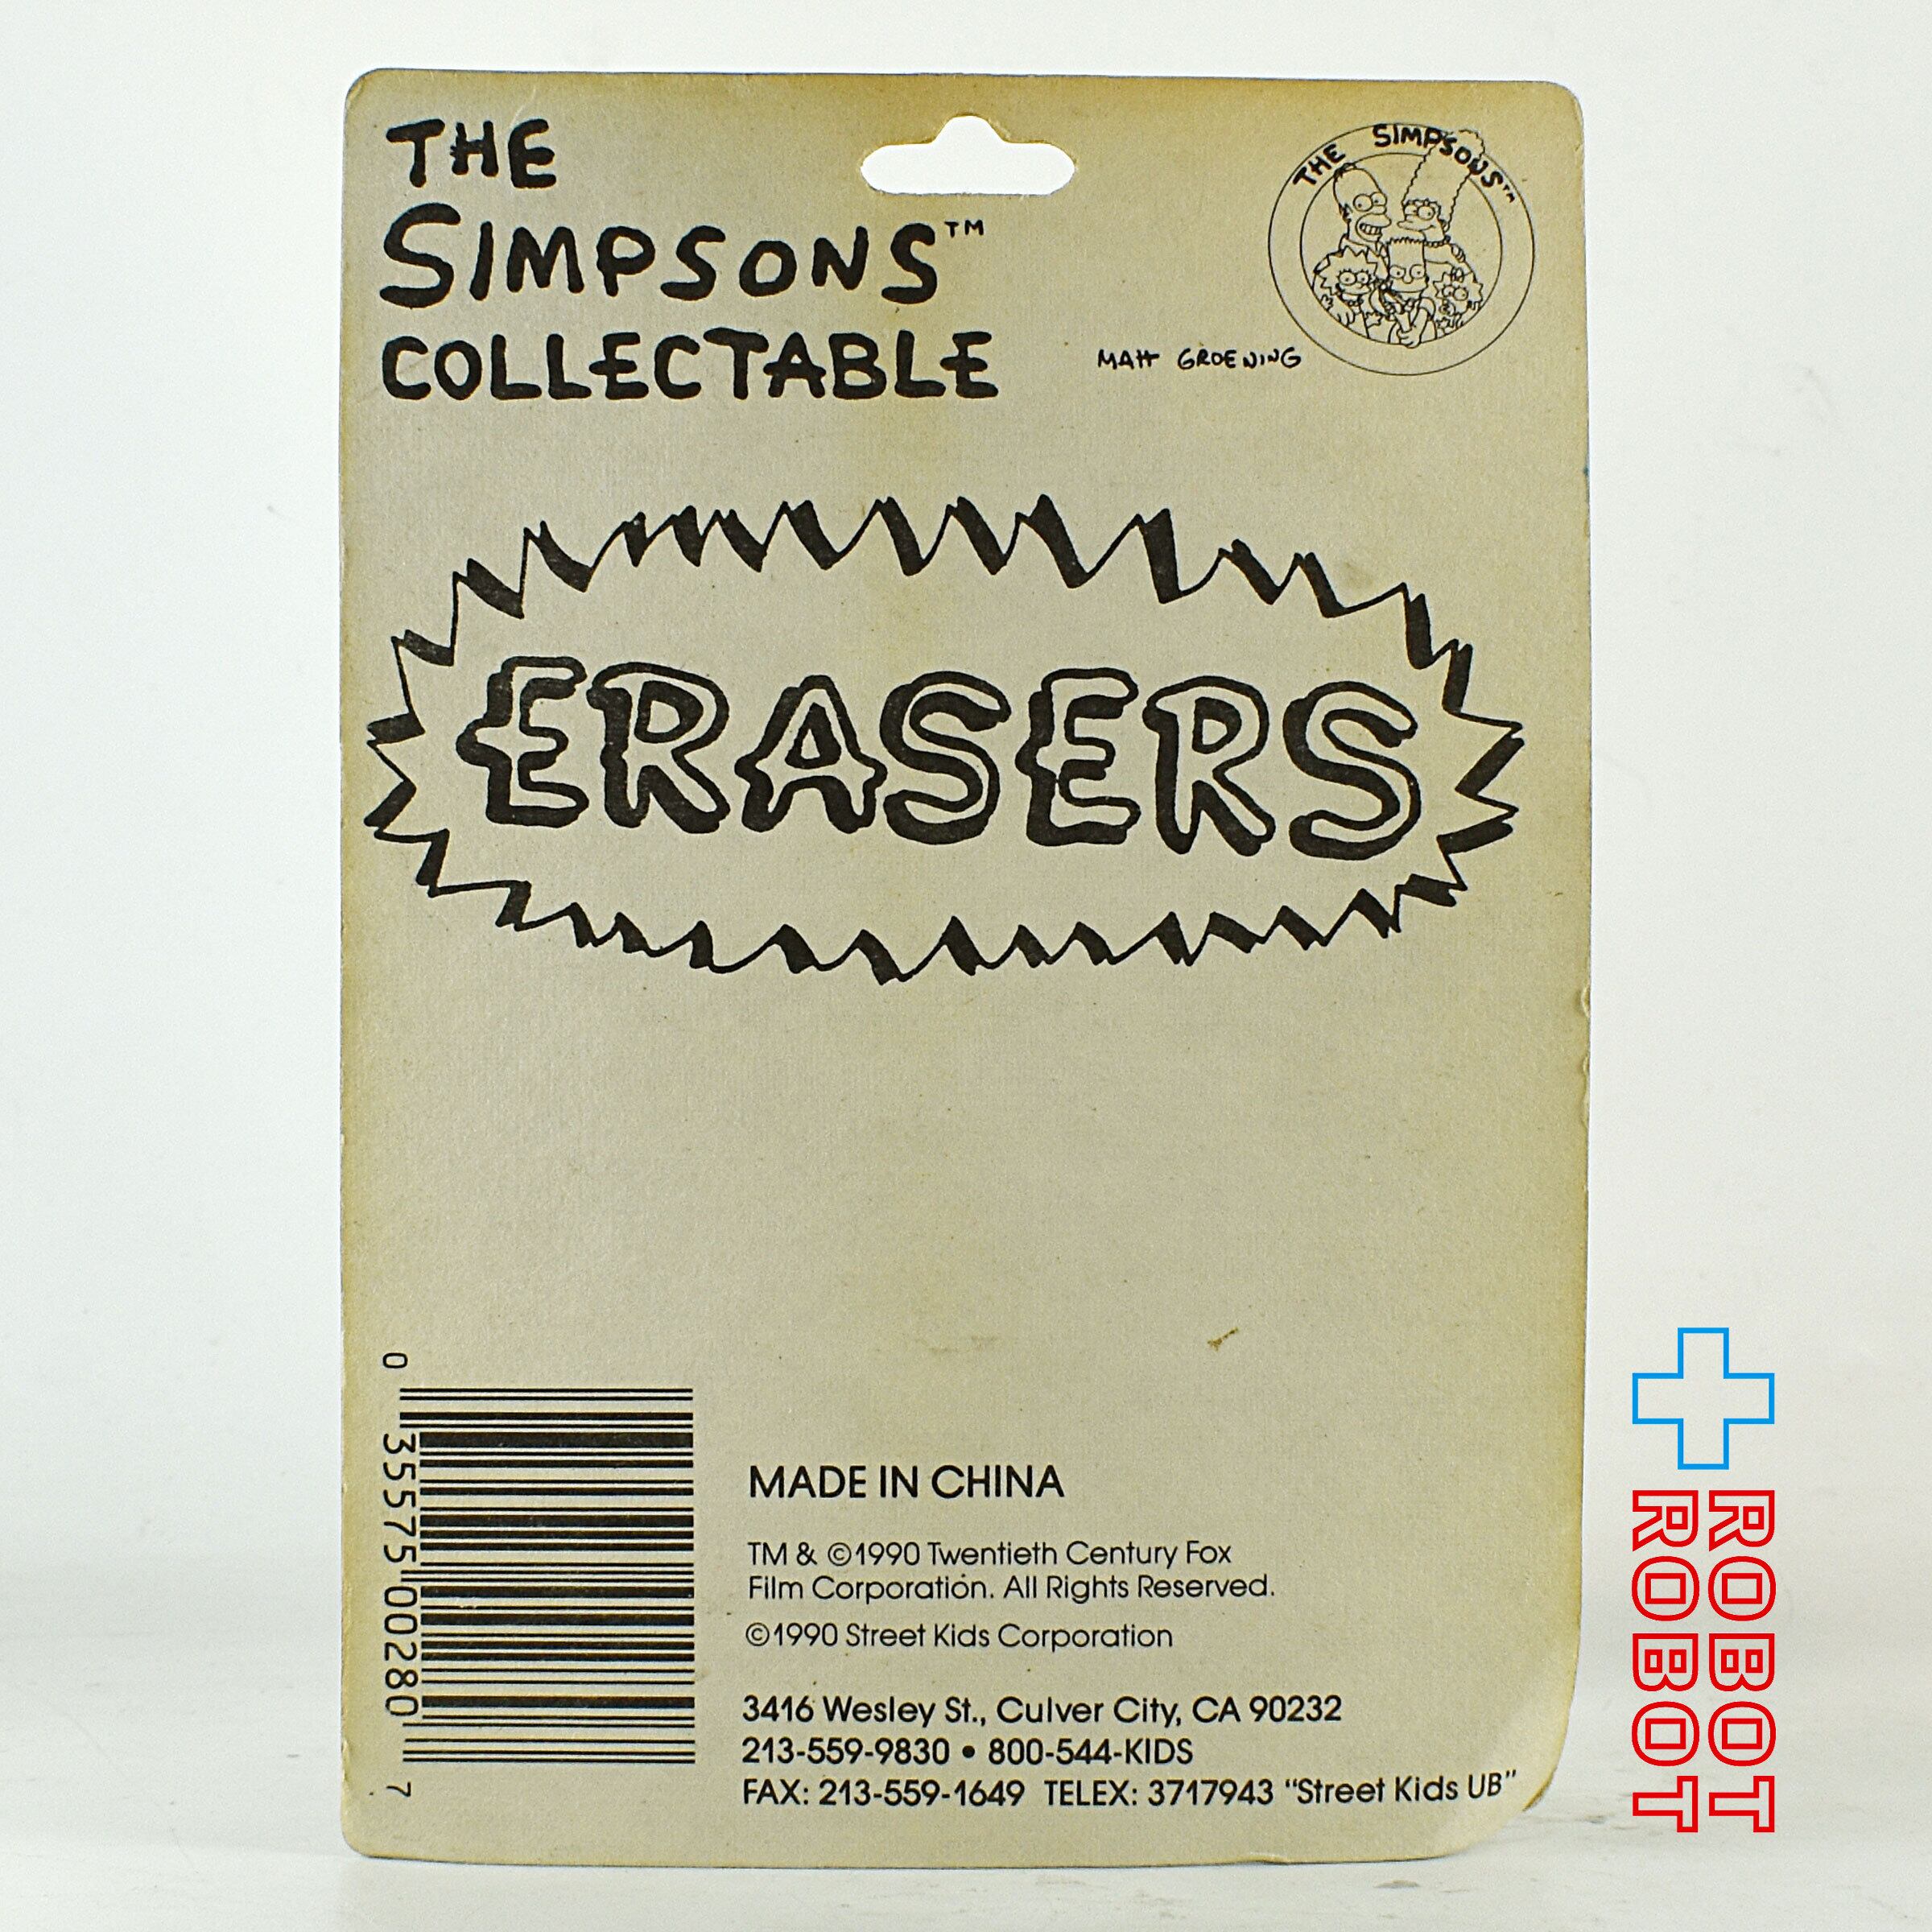 THE
SIMPSONS™
COLLECTABLE
THE SIMPSONS™
MATT GROENING
ERASERS
0 35575 00280 7
MADE IN CHINA
TM & ©1990 Twentieth Century Fox
Film Corporation. All Rights Reserved.
©1990 Street Kids Corporation
3416 Wesley St., Culver City, CA 90232
213-559-9830 • 800-544-KIDS
FAX: 213-559-1649 TELEX: 3717943 “Street Kids UB”
ROBOT
ROBOT